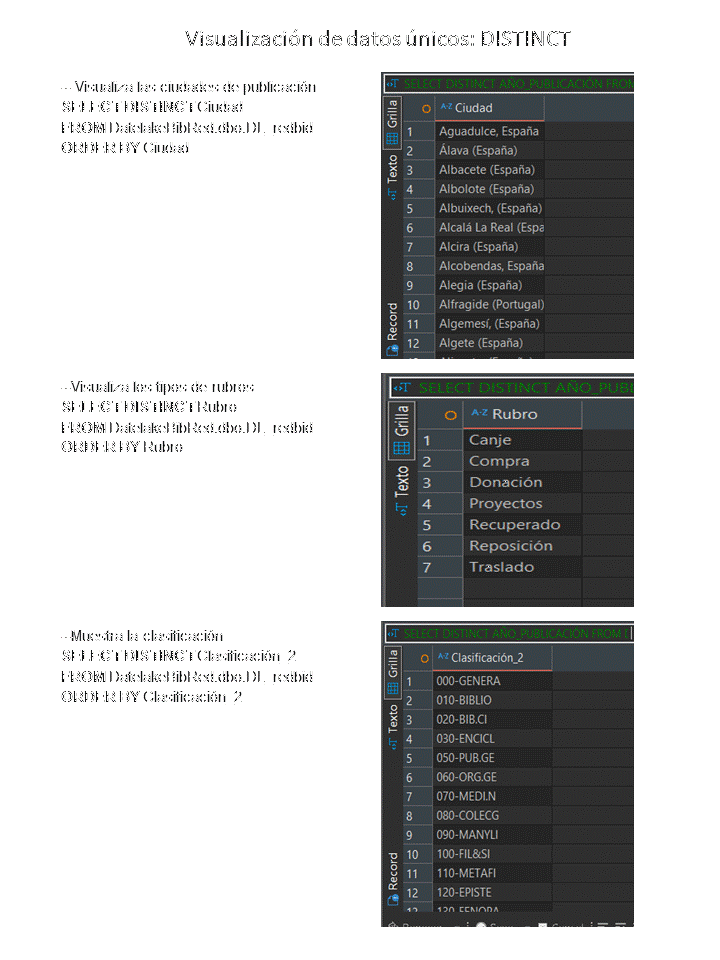 Visualización de datos únicos: DISTINCT
-- Visualiza las ciudades de publicación
SELECT DISTINCT Ciudad
FROM DatelakeBibRed.dbo.DL_redbid
ORDER BY Ciudad
SELECT DISTINCT AÑO_PUBLICACIÓN FROM
Grilla
Texto
Record
Ciudad
1 Aguadulce, España
2 Álava (España)
3 Albacete (España)
4 Albolote (España)
5 Albuixech, (España)
6 Alcalá La Real (Espa
7 Alcira (España)
8 Alcobendas, España
9 Alegia (España)
10 Alfragide (Portugal)
11 Algemesí, (España)
12 Algete (España)
--Visualiza los tipos de rubros
SELECT DISTINCT Rubro
FROM DatelakeBibRed.dbo.DL_redbid
ORDER BY Rubro
SELECT DISTINCT AÑO_PUBL
Grilla
Texto
Rubro
1 Canje
2 Compra
3 Donación
4 Proyectos
5 Recuperado
6 Reposición
7 Traslado
--Muestra la clasificación
SELECT DISTINCT Clasificación_2
FROM DatelakeBibRed.dbo.DL_redbid
ORDER BY Clasificación_2
SELECT DISTINCT AÑO_PUBLICACIÓN FROM
Grilla
Texto
Record
Clasificación_2
1 000-GENERA
2 010-BIBLIO
3 020-BIB.CI
4 030-ENCICL
5 050-PUB.GE
6 060-ORG.GE
7 070-MEDI.N
8 080-COLECG
9 090-MANYLI
10 100-FIL&SI
11 110-METAFI
12 120-EPISTE
13 130-FENOPA